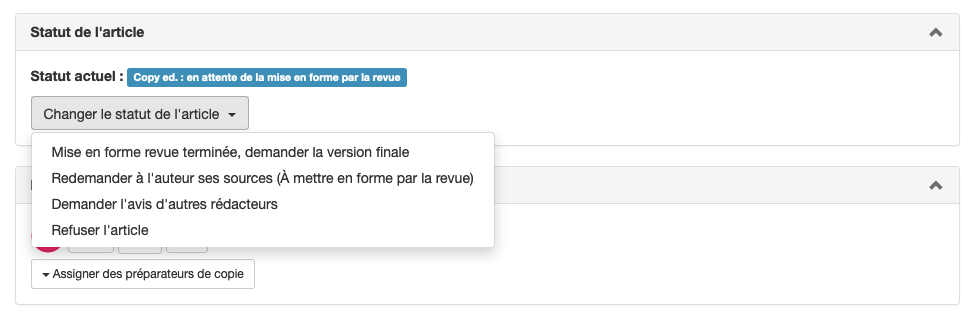 Statut de l'article
Statut actuel : Copy ed. : en attente de la mise en forme par la revue
Changer le statut de l'article
Mise en forme revue terminée, demander la version finale
Redemander à l'auteur ses sources (À mettre en forme par la revue)
Demander l'avis d'autres rédacteurs
Refuser l'article
Assigner des préparateurs de copie